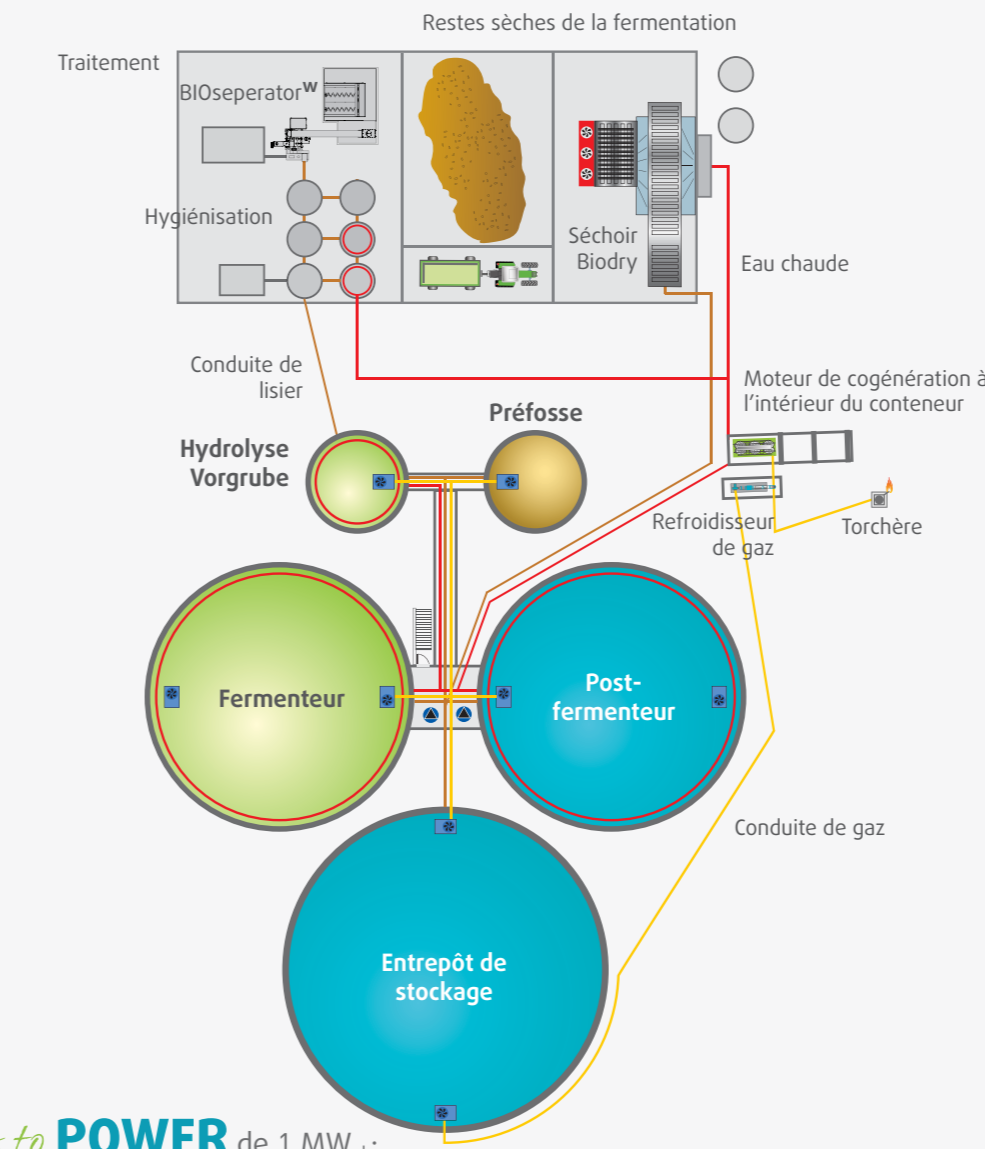 Restes sèches de la fermentation
Traitement
BIOseperatorW
Hygiénisation
Séchoir
Biodry
Eau chaude
Conduite de
lisier
Moteur de cogénération à
l'intérieur du conteneur
Préfosse
Hydrolyse
Vorgrube
Refroidisseur
de gaz
Torchère
Fermenteur
Post-
fermenteur
Conduite de gaz
Entrepôt de
stockage
to POWER de 1 MW